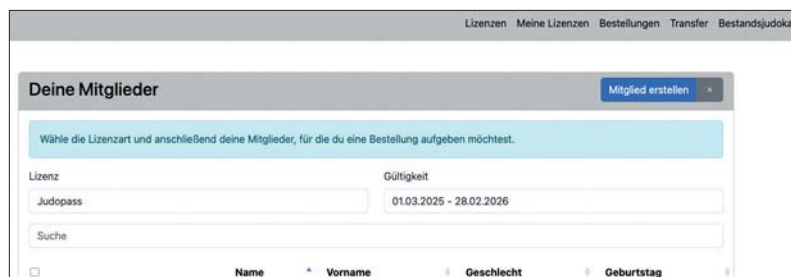 Lizenzen Meine Lizenzen Bestellungen Transfer Bestandsjudoka
Deine Mitglieder Mitglied erstellen ×
Wähle die Lizenzart und anschließend deine Mitglieder, für die du eine Bestellung aufgeben möchtest.
Lizenz Gültigkeit
Judopass 01.03.2025 - 28.02.2026
Suche
Name Vorname Geschlecht Geburtstag